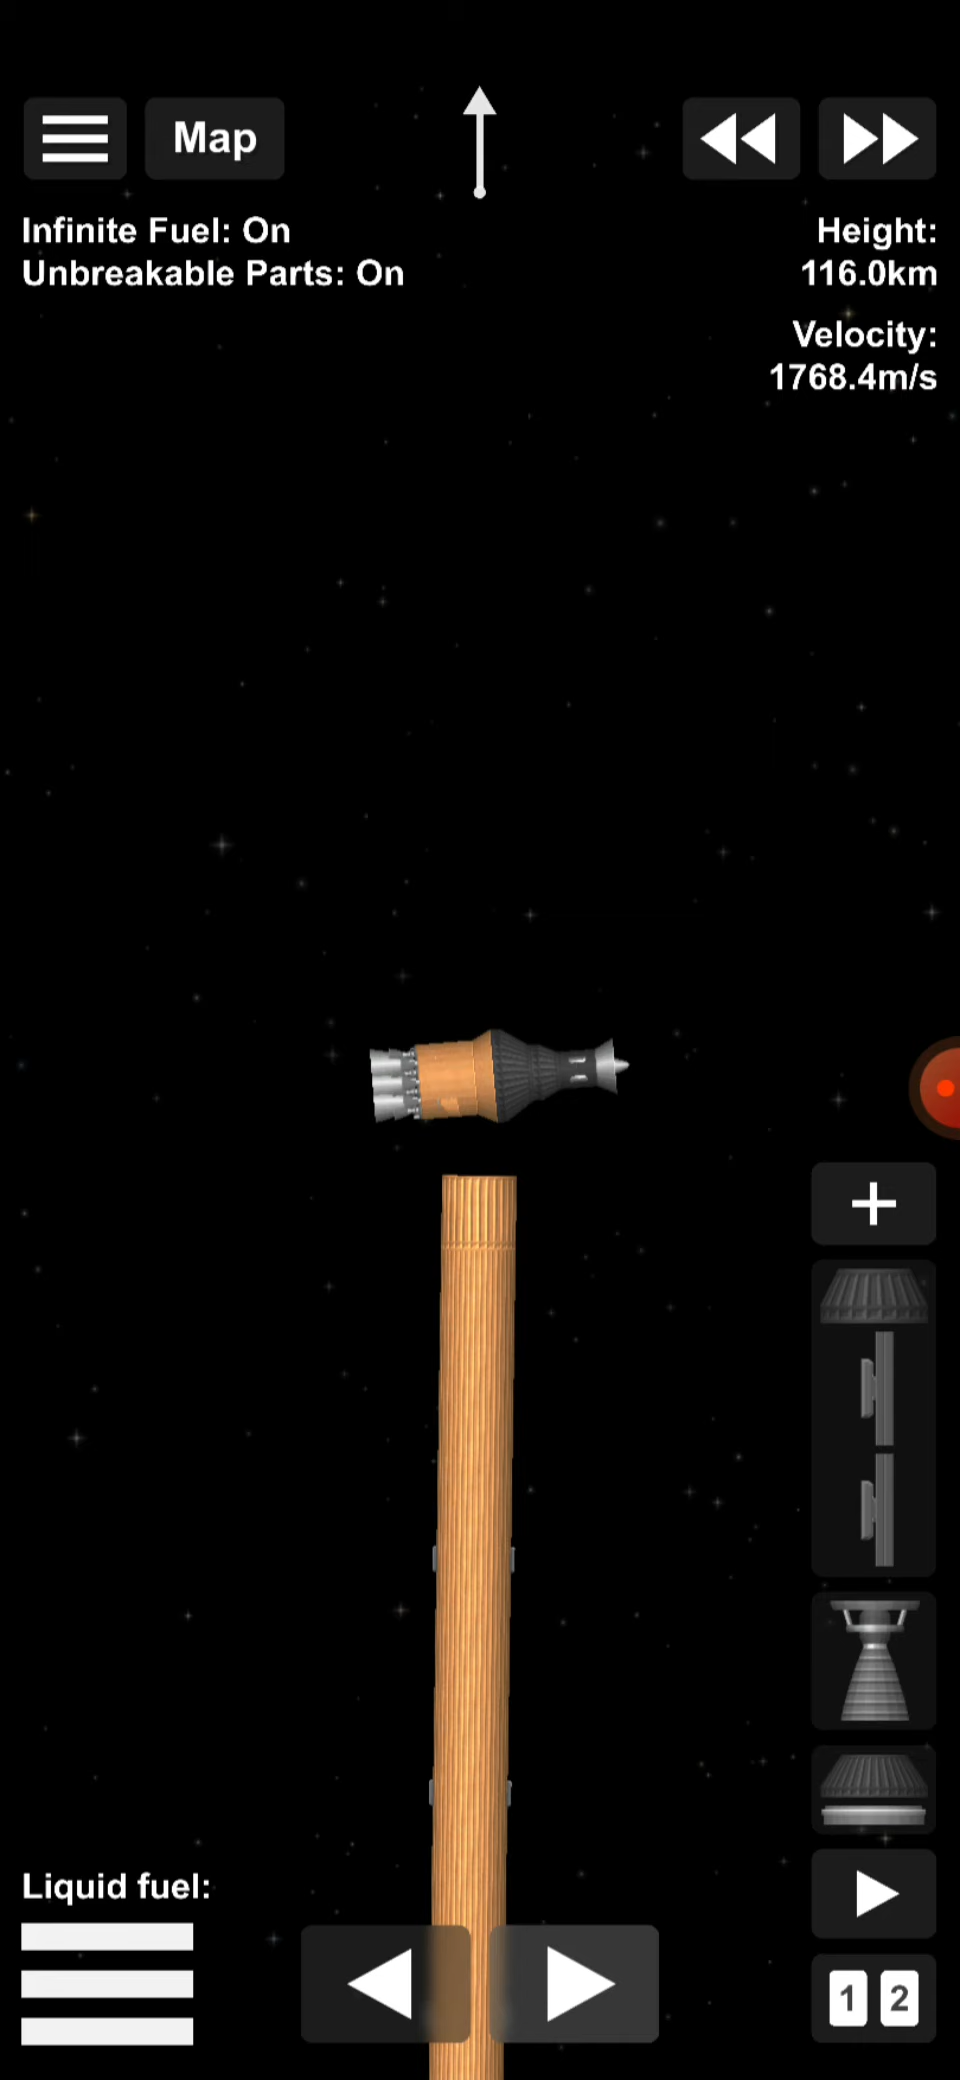 Map
Infinite Fuel: On
Unbreakable Parts: On
Height:
116.0km
Velocity:
1768.4m/s
Liquid fuel:
1 2